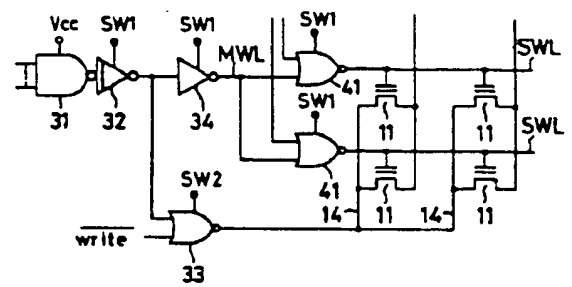 Vcc SW1 SW1 SW1
MWL SWL
31 32 34 41 11 11
SW1 SWL
SW2 41 11 11
14 14
write
33